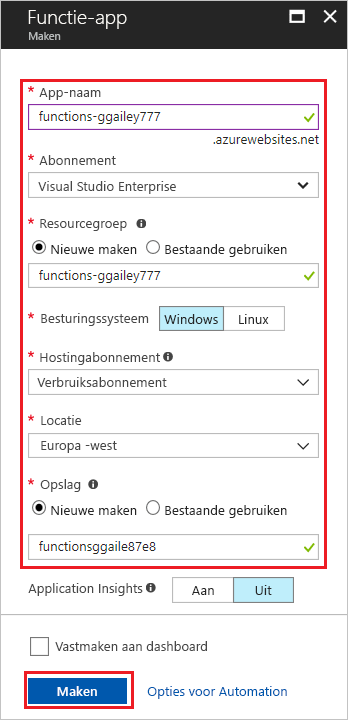 Functie-app
Maken
* App-naam
functions-ggailey777
.azurewebsites.net
* Abonnement
Visual Studio Enterprise
* Resourcegroep
Nieuwe maken Bestaande gebruiken
functions-ggailey777
* Besturingssysteem Windows Linux
* Hostingabonnement
Verbruiksabonnement
* Locatie
Europa -west
* Opslag
Nieuwe maken Bestaande gebruiken
functionsggaile87e8
Application Insights Aan Uit
Vastmaken aan dashboard
Maken Opties voor Automation